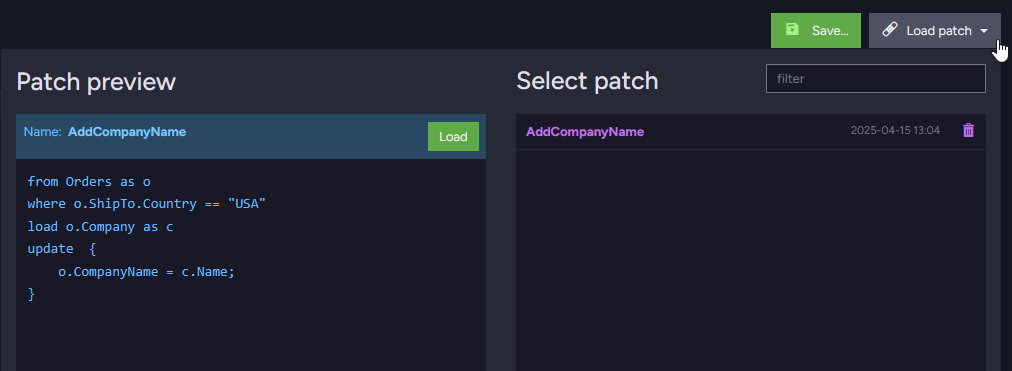 Save...
Load patch
Patch preview
Select patch
filter
Name: AddCompanyName
Load
from Orders as o
where o.ShipTo.Country == "USA"
load o.Company as c
update  {
    o.CompanyName = c.Name;
}
AddCompanyName
2025-04-15 13:04